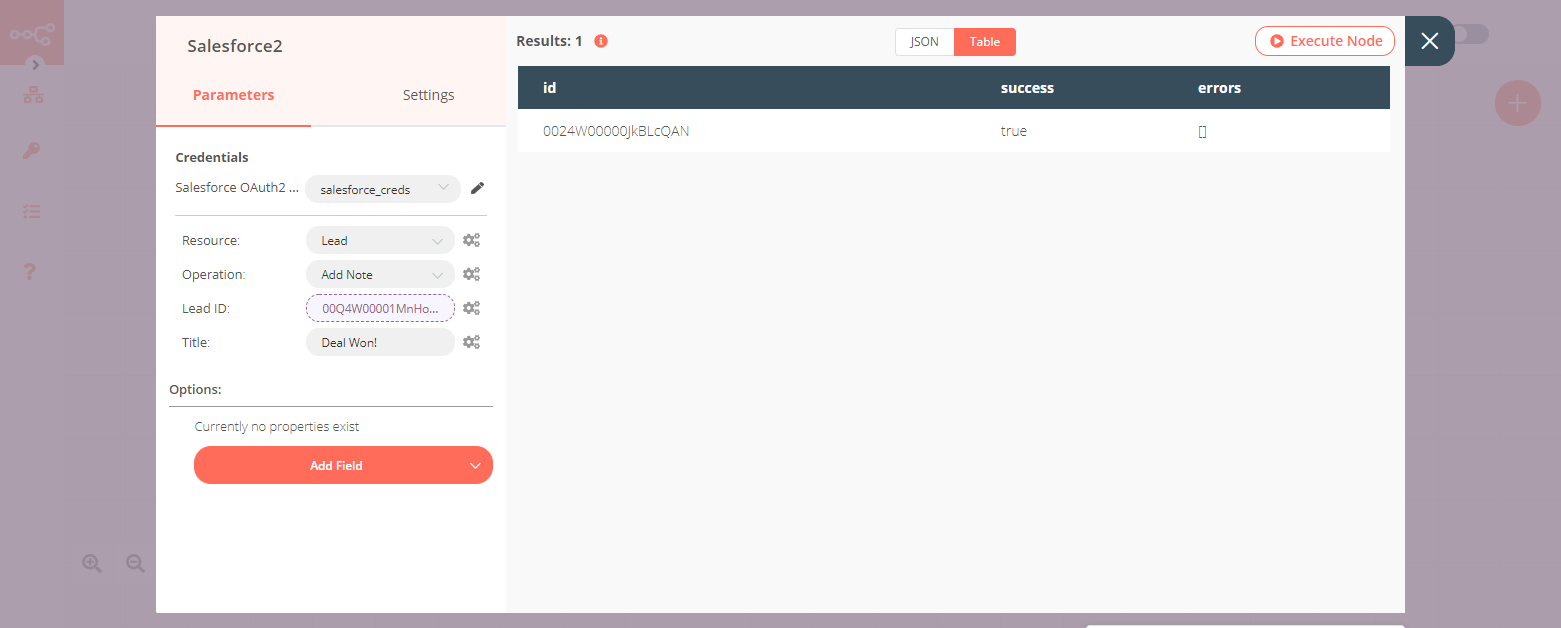 Salesforce2
Parameters
Settings
Credentials
Salesforce OAuth2 ...
salesforce_creds
Resource:
Lead
Operation:
Add Note
Lead ID:
00Q4W00001MnHo...
Title:
Deal Won!
Options:
Currently no properties exist
Add Field
Results: 1
JSON
Table
Execute Node
id success errors
0024W00000JkBLcQAN true []